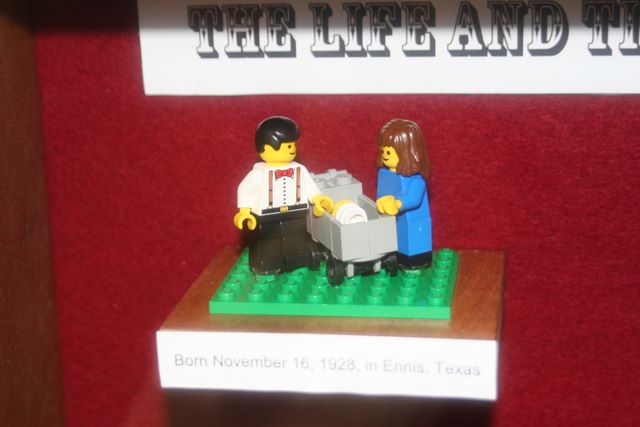 THE LIFE AND
Born November 16, 1928, in Ennis, Texas